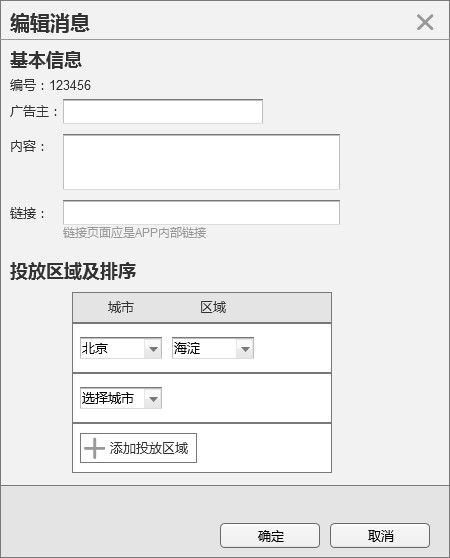 编辑消息
基本信息
编号：123456
广告主：
内容：
链接：
链接页面应是APP内部链接
投放区域及排序
城市 区域
北京 海淀
选择城市
添加投放区域
确定 取消